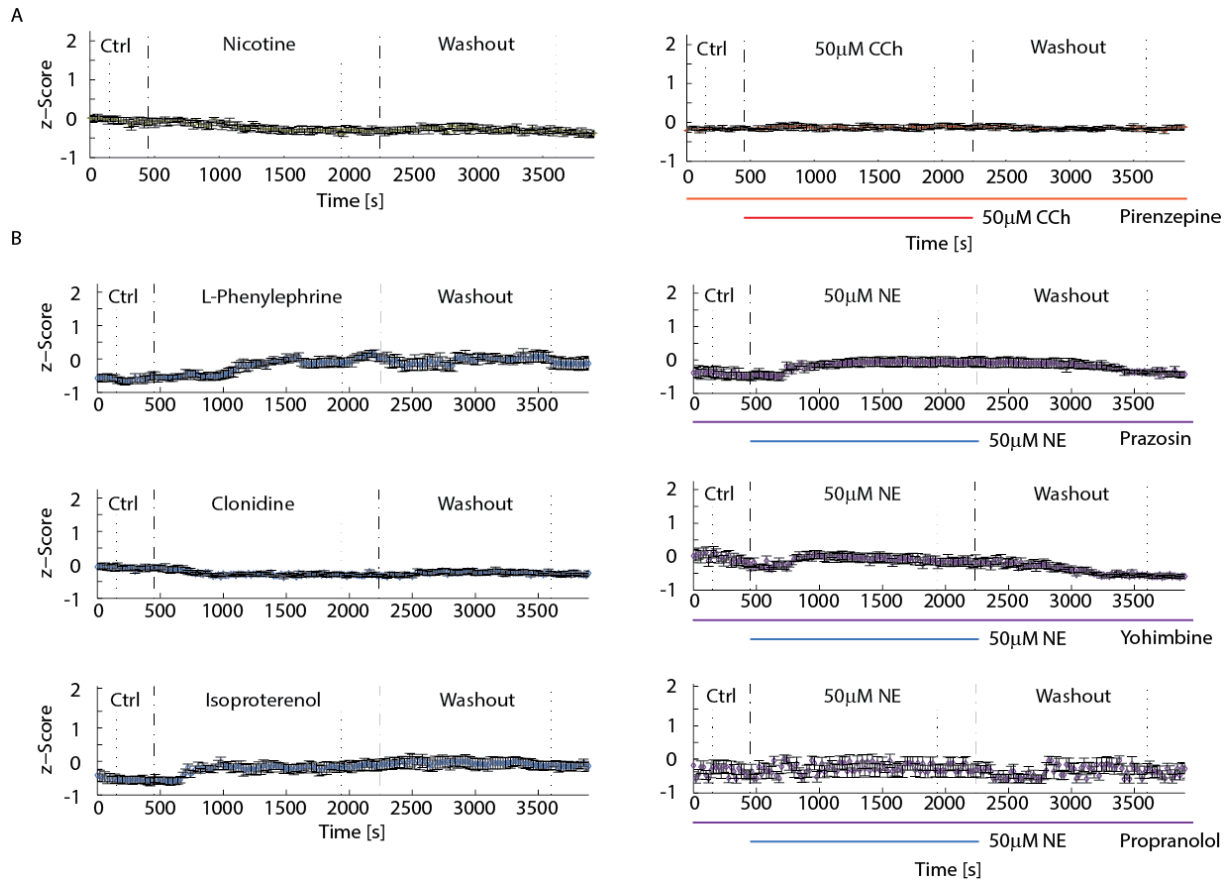 A
z-Score
2
1
0
-1
Ctrl
Nicotine
Washout
0 500 1000 1500 2000 2500 3000 3500
Time [s]
2
1
0
-1
Ctrl
50μM CCh
Washout
0 500 1000 1500 2000 2500 3000 3500
50μM CCh
Pirenzepine
Time [s]
B
z-Score
2
1
0
-1
Ctrl
L-Phenylephrine
Washout
0 500 1000 1500 2000 2500 3000 3500
2
1
0
-1
Ctrl
50μM NE
Washout
0 500 1000 1500 2000 2500 3000 3500
50μM NE
Prazosin
z-Score
2
1
0
-1
Ctrl
Clonidine
Washout
0 500 1000 1500 2000 2500 3000 3500
2
1
0
-1
Ctrl
50μM NE
Washout
0 500 1000 1500 2000 2500 3000 3500
50μM NE
Yohimbine
z-Score
2
1
0
-1
Ctrl
Isoproterenol
Washout
0 500 1000 1500 2000 2500 3000 3500
Time [s]
2
1
0
-1
Ctrl
50μM NE
Washout
0 500 1000 1500 2000 2500 3000 3500
50μM NE
Propranolol
Time [s]